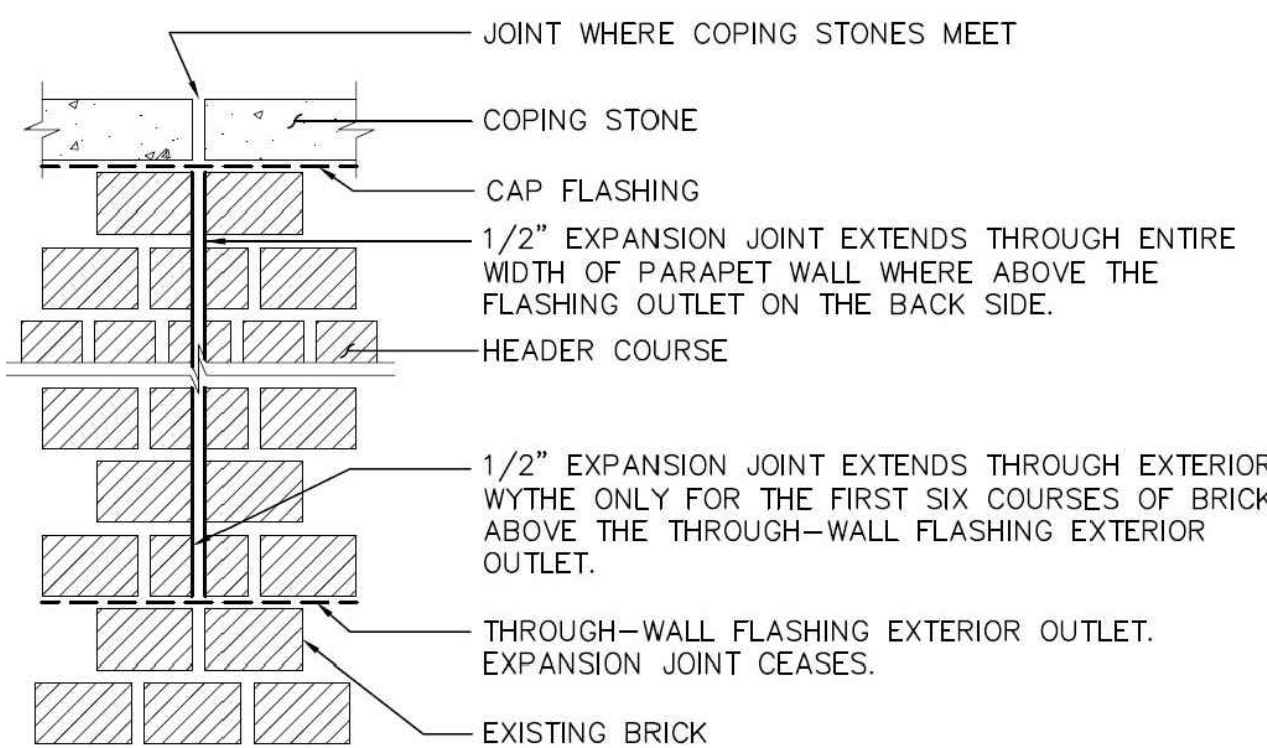 JOINT WHERE COPING STONES MEET
COPING STONE
CAP FLASHING
1/2” EXPANSION JOINT EXTENDS THROUGH ENTIRE
WIDTH OF PARAPET WALL WHERE ABOVE THE
FLASHING OUTLET ON THE BACK SIDE.
HEADER COURSE
1/2” EXPANSION JOINT EXTENDS THROUGH EXTERIOR
WYTHE ONLY FOR THE FIRST SIX COURSES OF BRICK
ABOVE THE THROUGH–WALL FLASHING EXTERIOR
OUTLET.
THROUGH–WALL FLASHING EXTERIOR OUTLET.
EXPANSION JOINT CEASES.
EXISTING BRICK